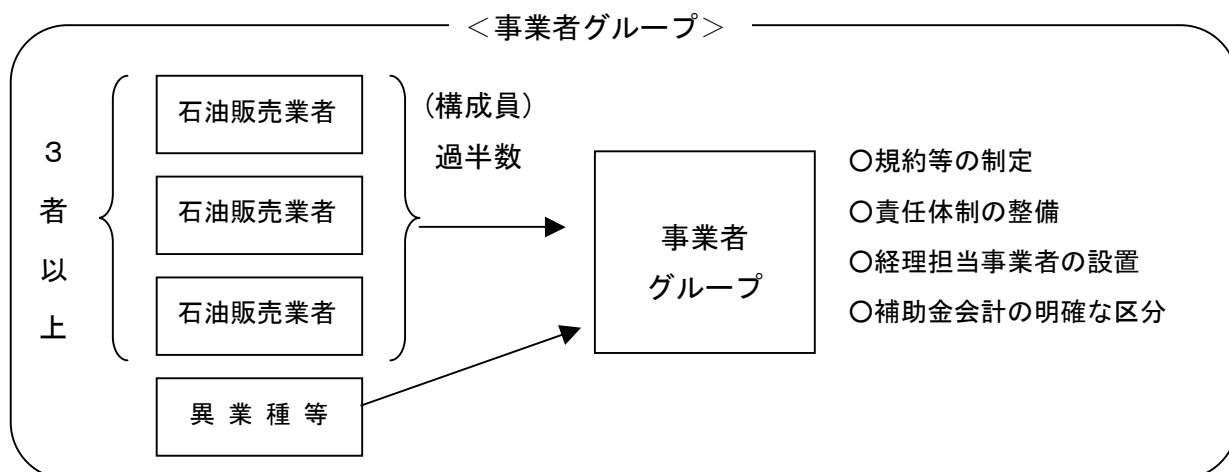 ＜事業者グループ＞
3者以上
石油販売業者
石油販売業者
石油販売業者
異業種等
(構成員)
過半数
事業者
グループ
〇規約等の制定
〇責任体制の整備
〇経理担当事業者の設置
〇補助金会計の明確な区分